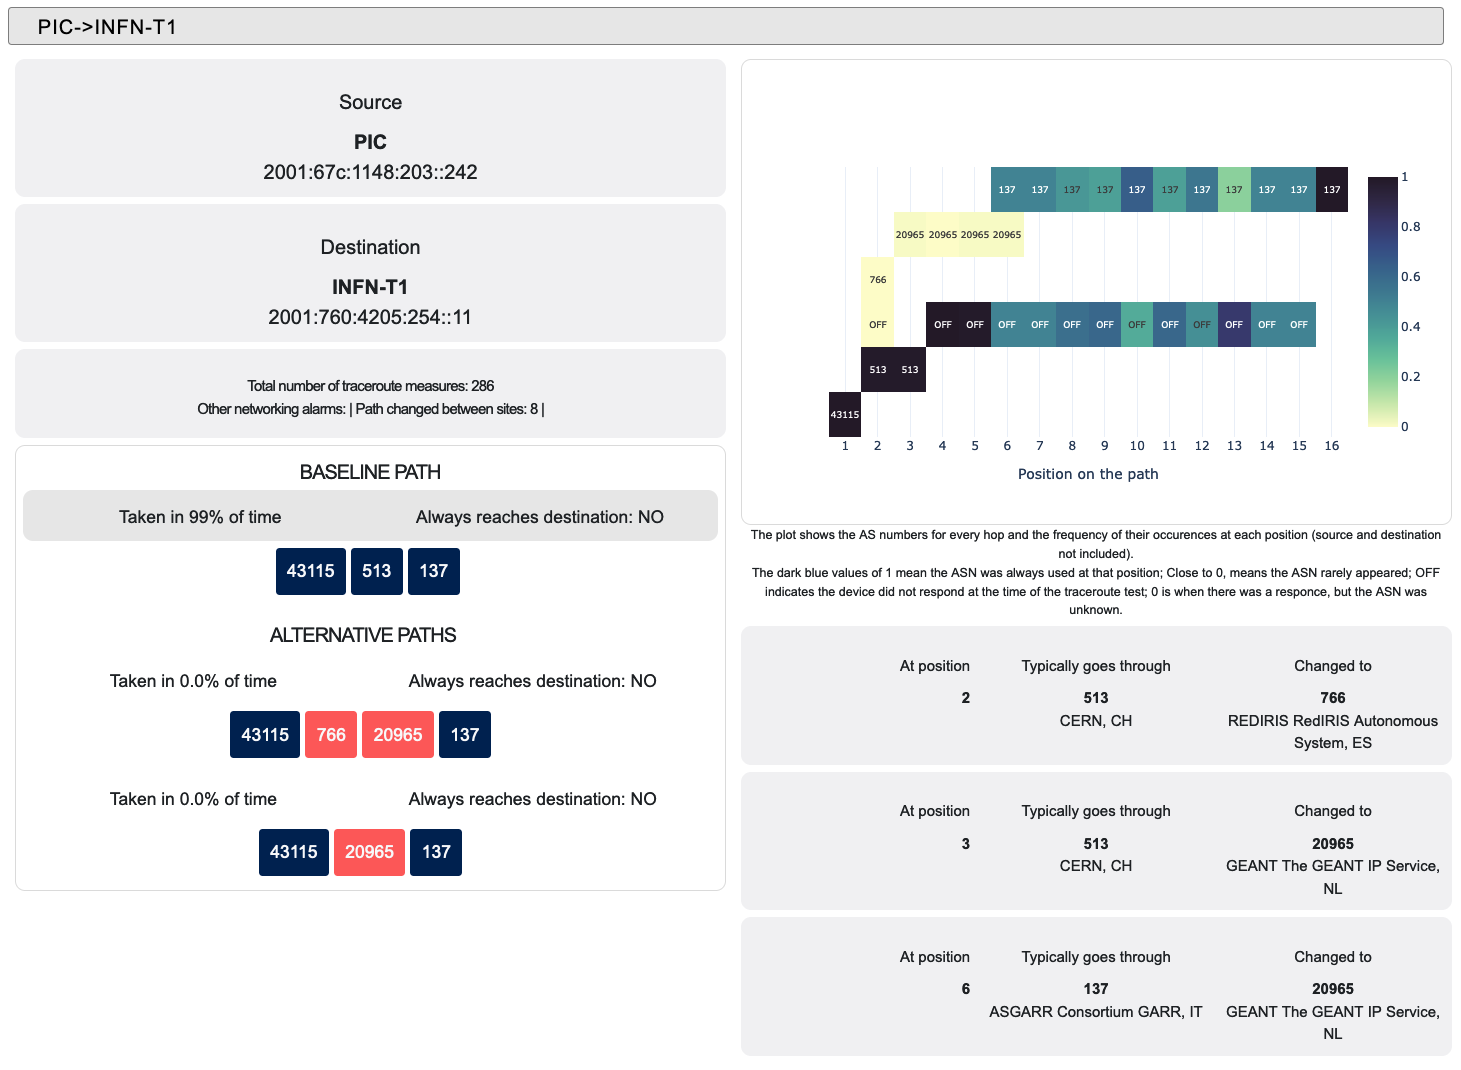 PIC->INFN-T1
Source
PIC
2001:67c:1148:203::242
Destination
INFN-T1
2001:760:4205:254::11
Total number of traceroute measures: 286
Other networking alarms: | Path changed between sites: 8 |
BASELINE PATH
Taken in 99% of time Always reaches destination: NO
43115 513 137
ALTERNATIVE PATHS
Taken in 0.0% of time Always reaches destination: NO
43115 766 20965 137
Taken in 0.0% of time Always reaches destination: NO
43115 20965 137
137 137 137 137 137 137 137 137 137 137 137
20965 20965 20965 20965
766
OFF OFF OFF OFF OFF OFF OFF OFF OFF OFF OFF OFF OFF
513 513
43115
1 2 3 4 5 6 7 8 9 10 11 12 13 14 15 16
Position on the path
1
0.8
0.6
0.4
0.2
0
The plot shows the AS numbers for every hop and the frequency of their occurences at each position (source and destination
not included).
The dark blue values of 1 mean the ASN was always used at that position; Close to 0, means the ASN rarely appeared; OFF
indicates the device did not respond at the time of the traceroute test; 0 is when there was a responce, but the ASN was
unknown.
At position Typically goes through Changed to
2 513 766
CERN, CH REDIRIS RedIRIS Autonomous
System, ES
At position Typically goes through Changed to
3 513 20965
CERN, CH GEANT The GEANT IP Service,
NL
At position Typically goes through Changed to
6 137 20965
ASGARR Consortium GARR, IT GEANT The GEANT IP Service,
NL